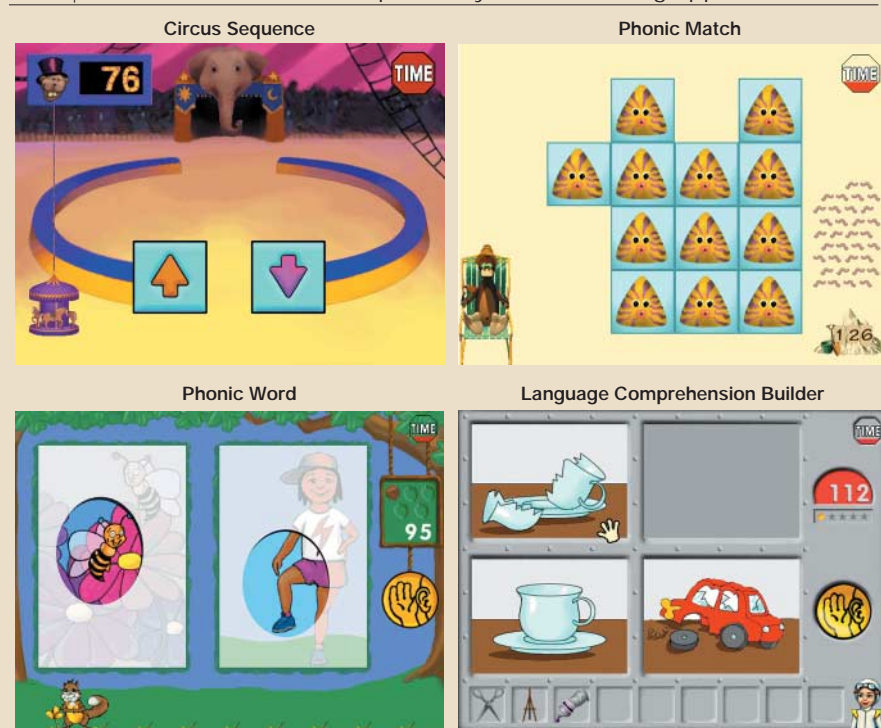 Circus Sequence
Phonic Match
76
TIME
TIME
126
Phonic Word
Language Comprehension Builder
TIME
95
TIME
112